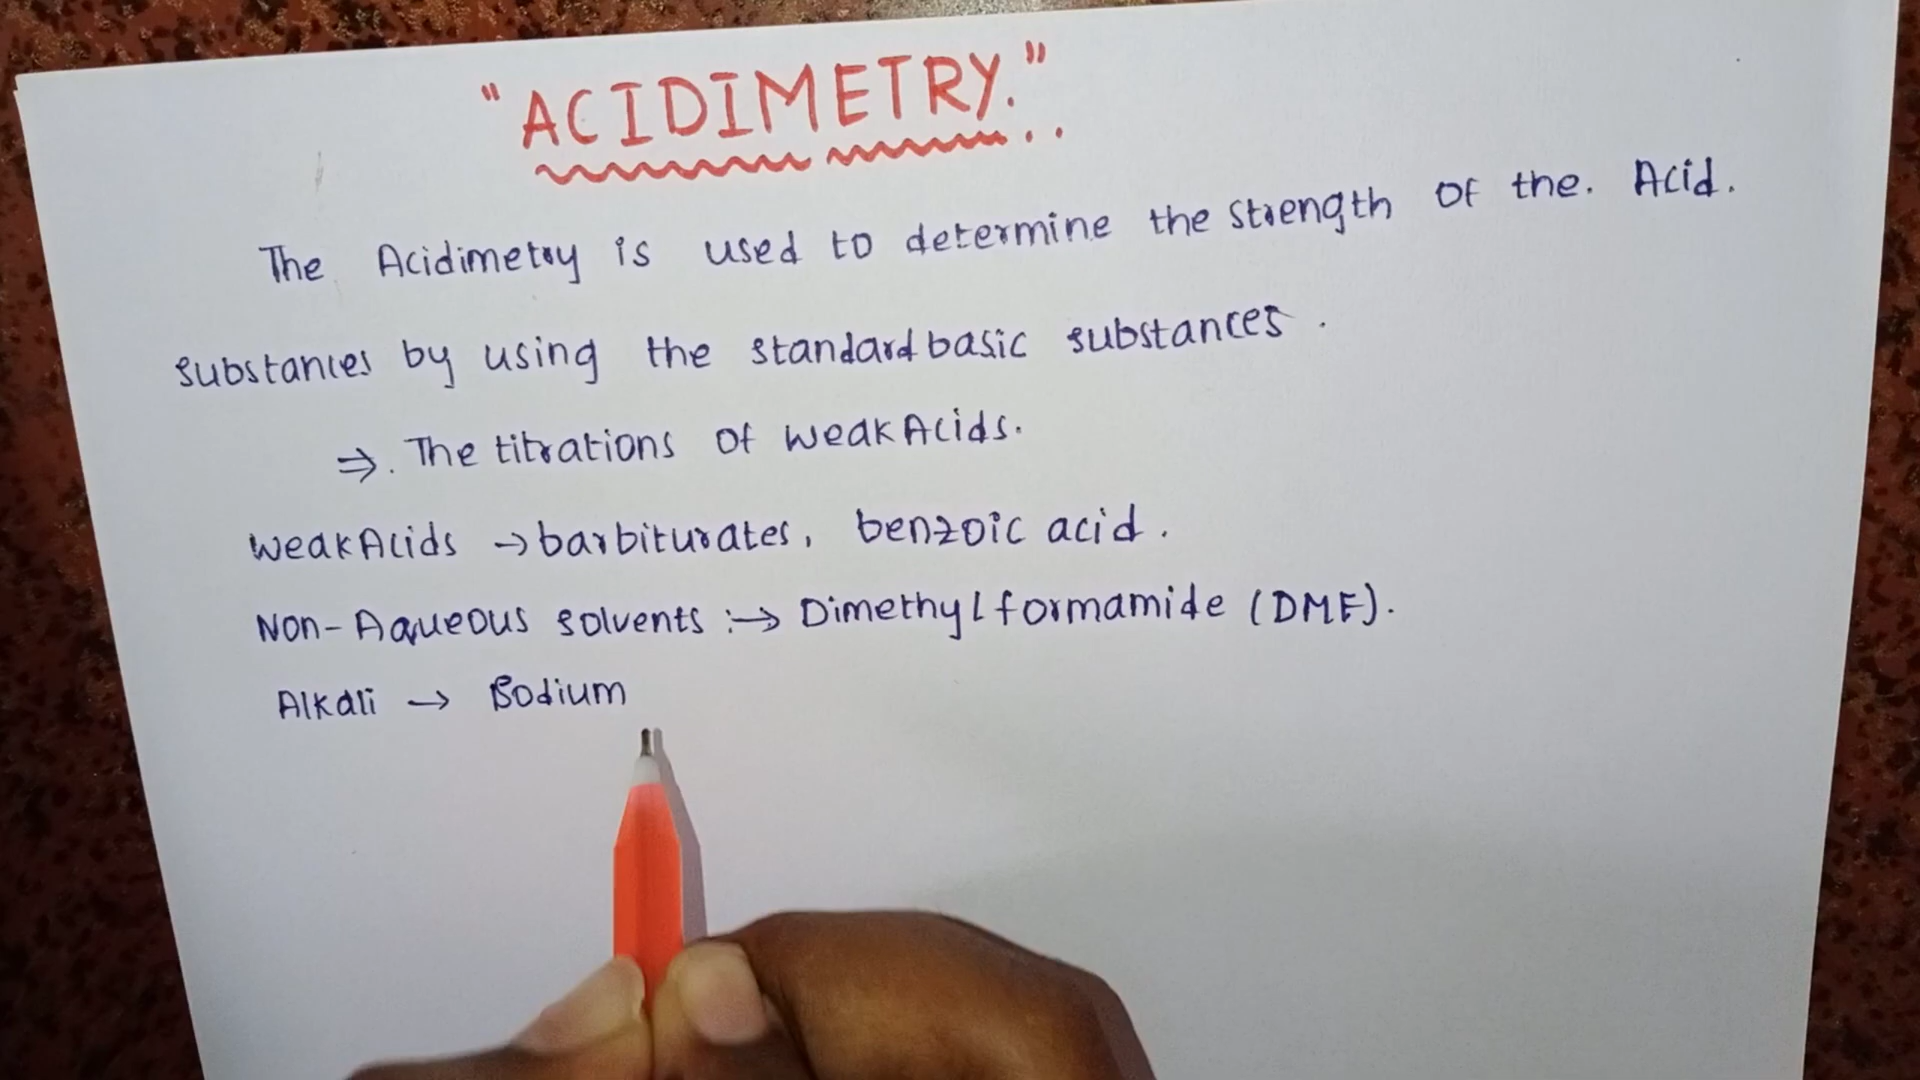 "ACIDIMETRY."
The Acidimetry is used to determine the strength of the. Acid.
substances by using the standard basic substances.
⇒. The titrations of weak Acids.
Weak Acids → barbiturates, benzoic acid.
Non-Aqueous solvents :→ Dimethyl formamide (DMF).
Alkali → Sodium